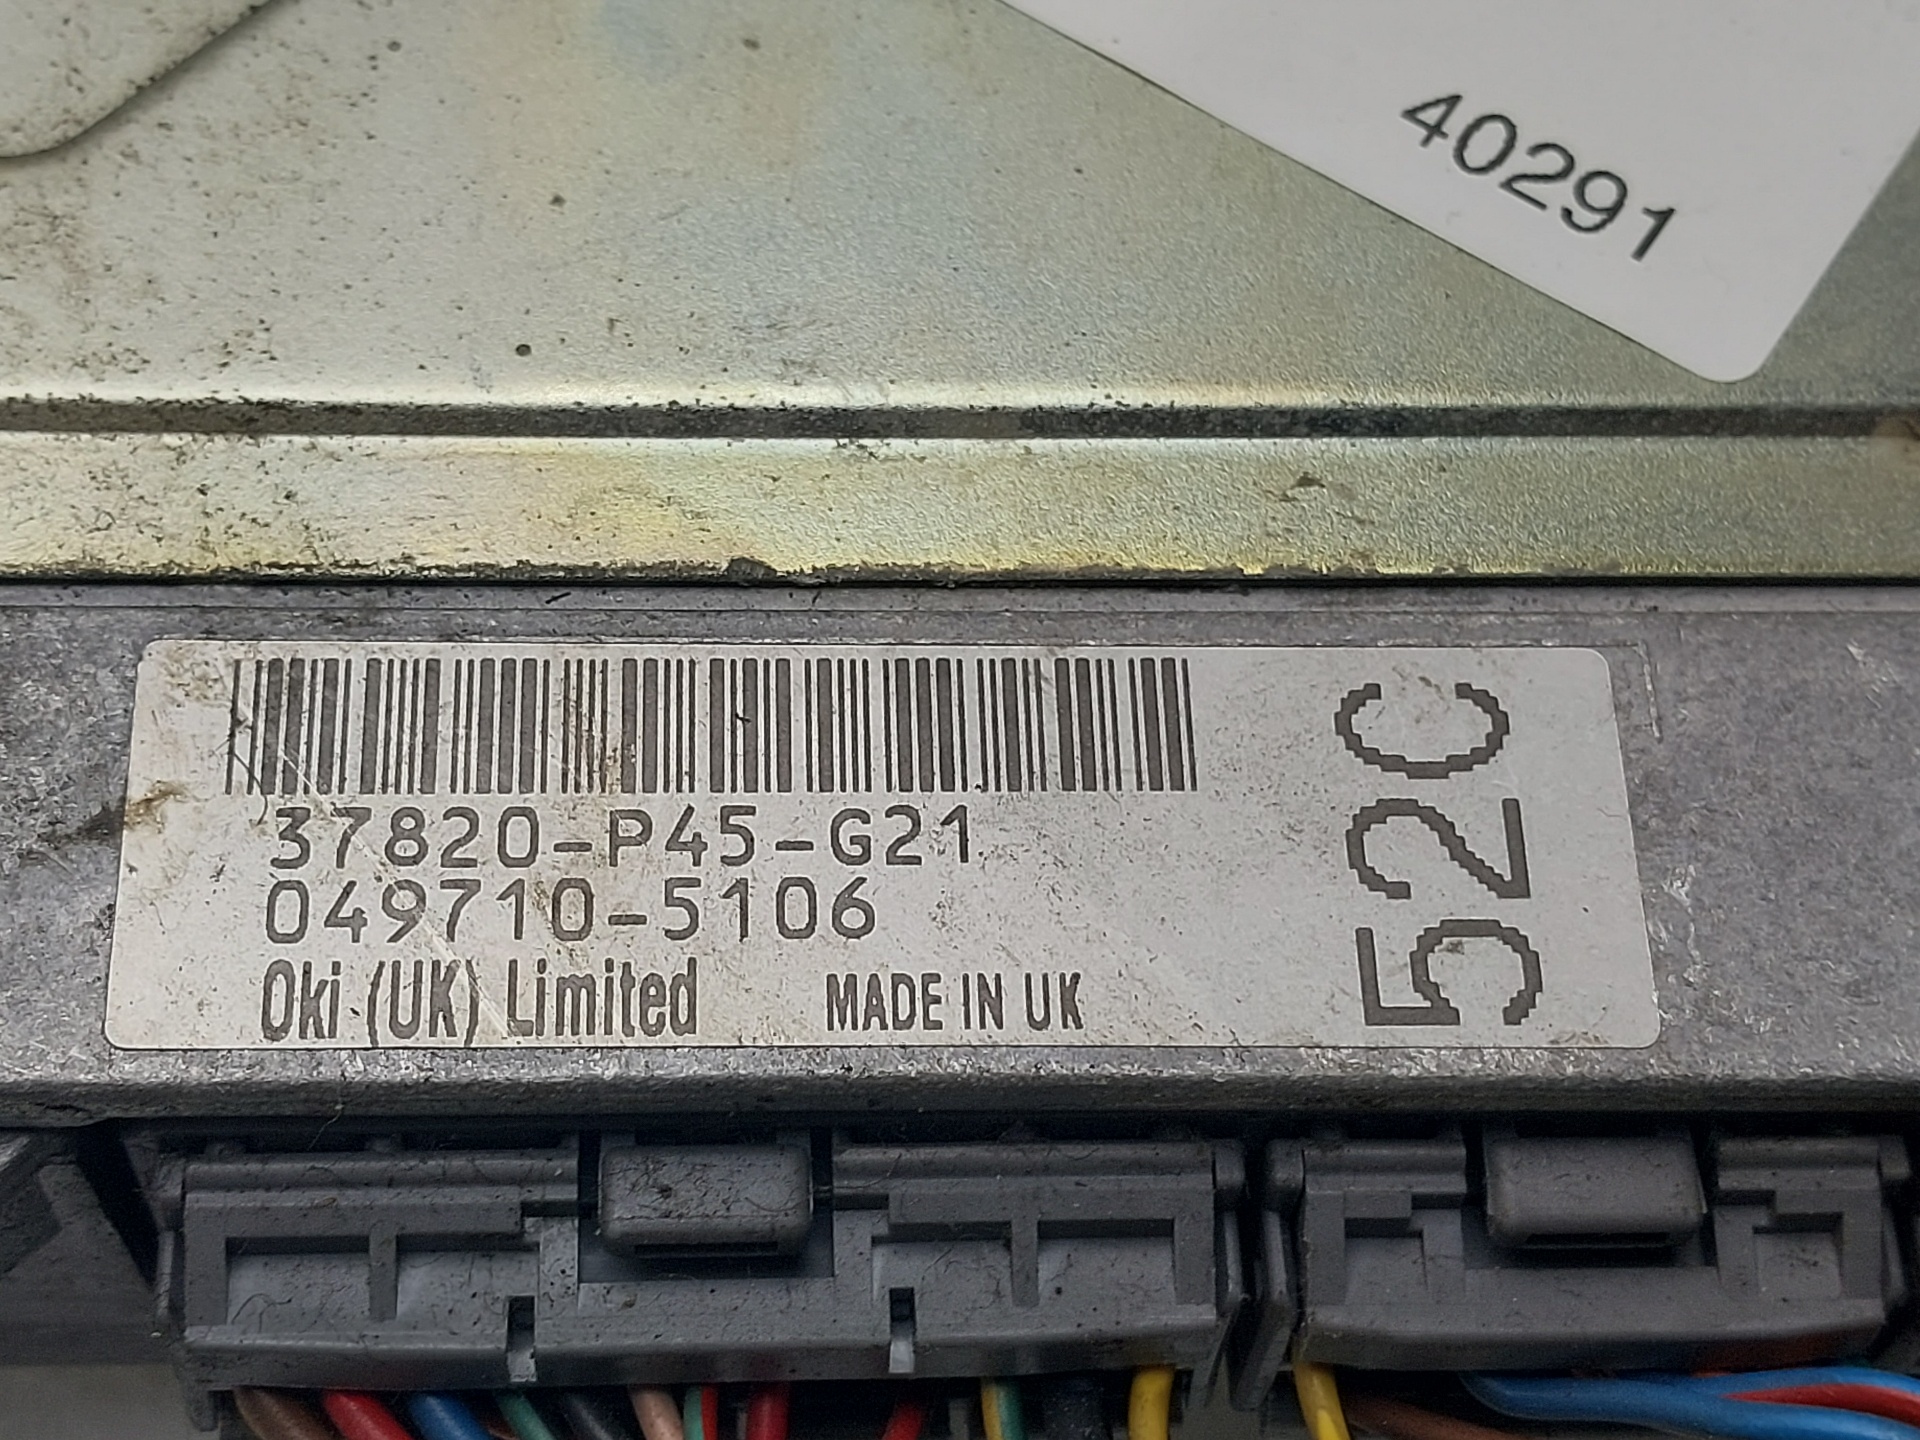 40291
37820-P45-G21
049710-5106
Oki (UK) Limited MADE IN UK
52C